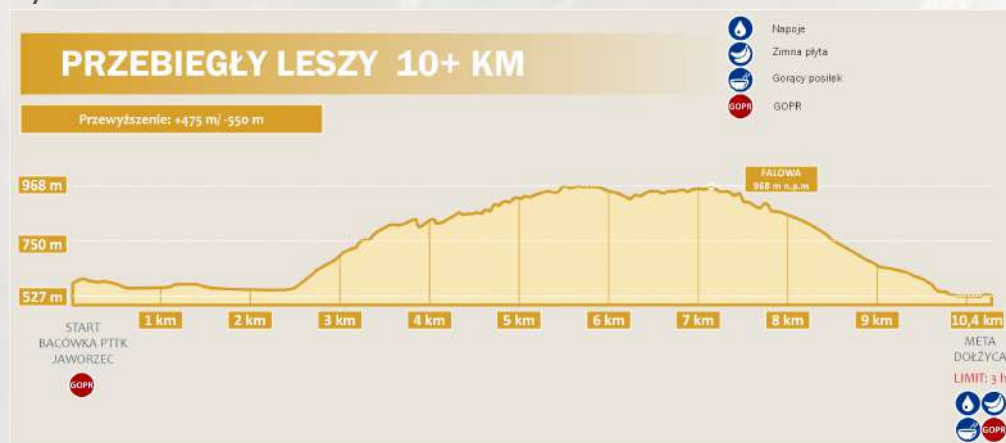 PRZEBIEGŁY LESZY 10+ KM
Przewyższenie: +475 m/ -550 m
Napoje
Zimna płyta
Gorący posiłek
GOPR
GOPR
968 m
750 m
527 m
FALOWA
968 m n.p.m
1 km
2 km
3 km
4 km
5 km
6 km
7 km
8 km
9 km
10,4 km
START
BACÓWKA PTTK
JAWORZEC
GOPR
META
DOŁŻYCA
LIMIT: 3 h
GOPR